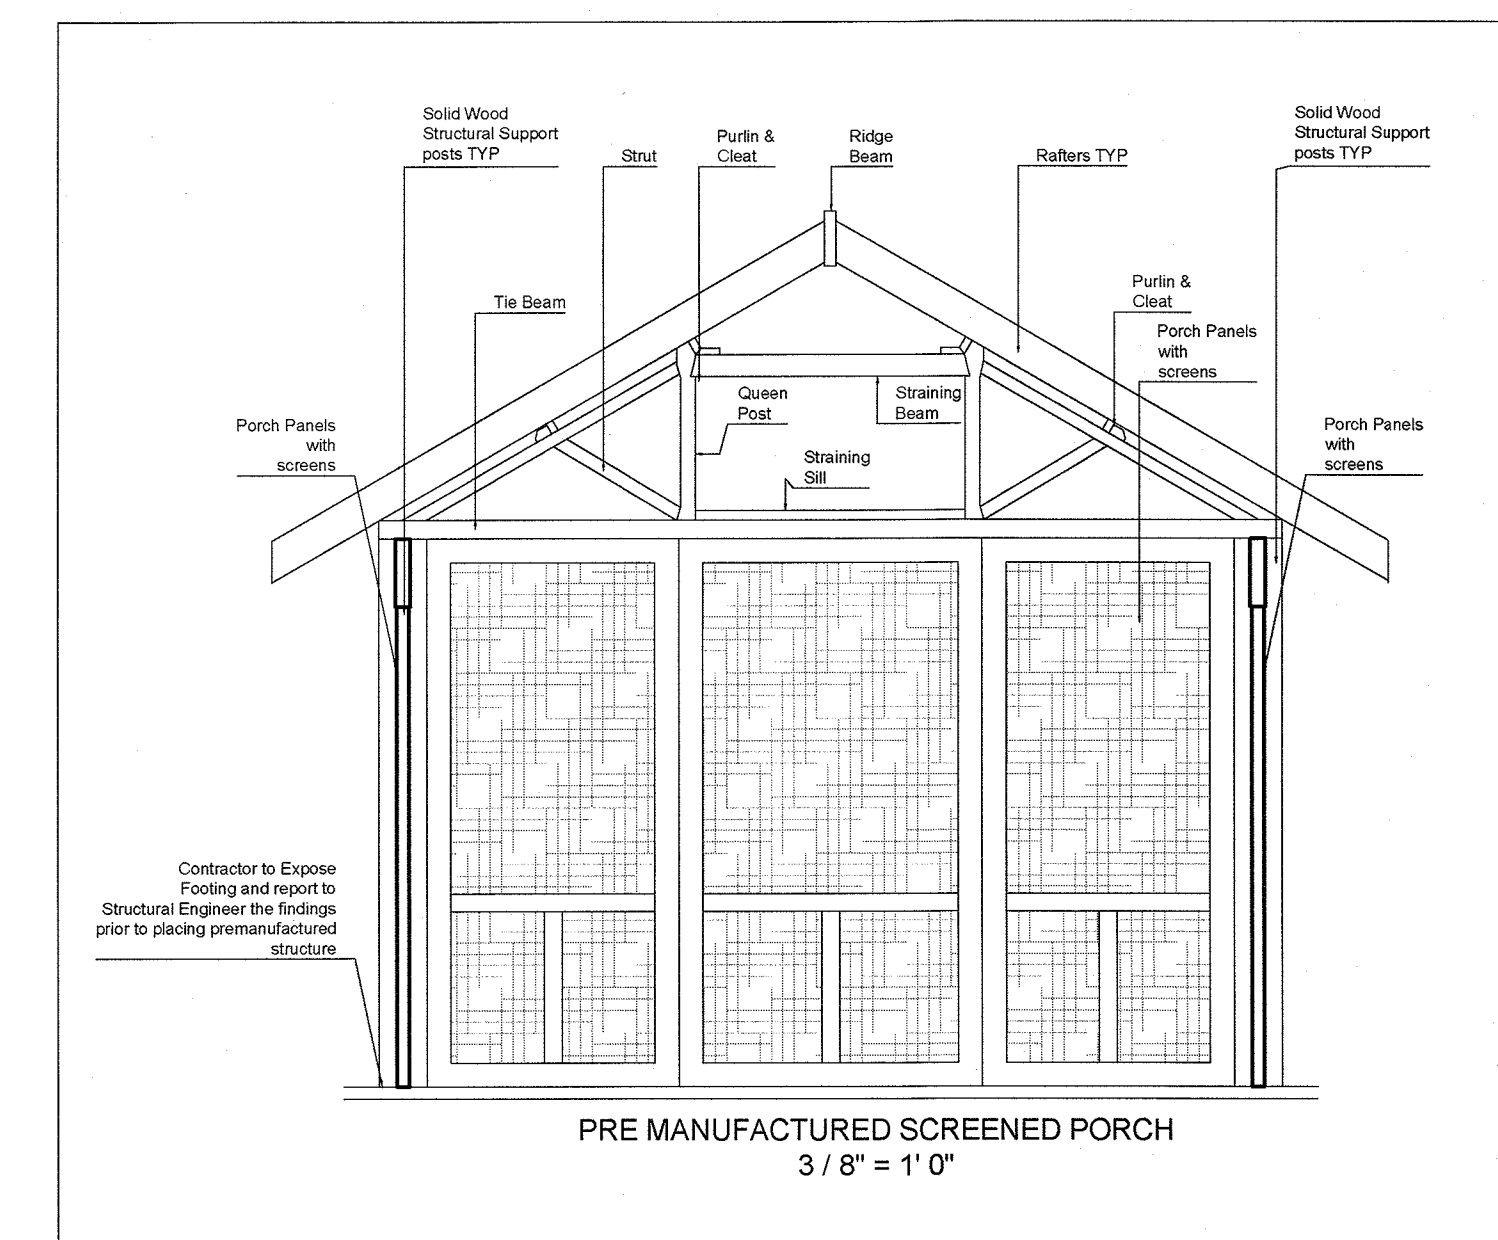 Solid Wood
Structural Support
posts TYP
Strut
Purlin &
Cleat
Ridge
Beam
Rafters TYP
Solid Wood
Structural Support
posts TYP
Tie Beam
Purlin &
Cleat
Porch Panels
with
screens
Queen
Post
Straining
Beam
Porch Panels
with
screens
Porch Panels
with
screens
Straining
Sill
Contractor to Expose
Footing and report to
Structural Engineer the findings
prior to placing premanufactured
structure
PRE MANUFACTURED SCREENED PORCH
3 / 8" = 1' 0"